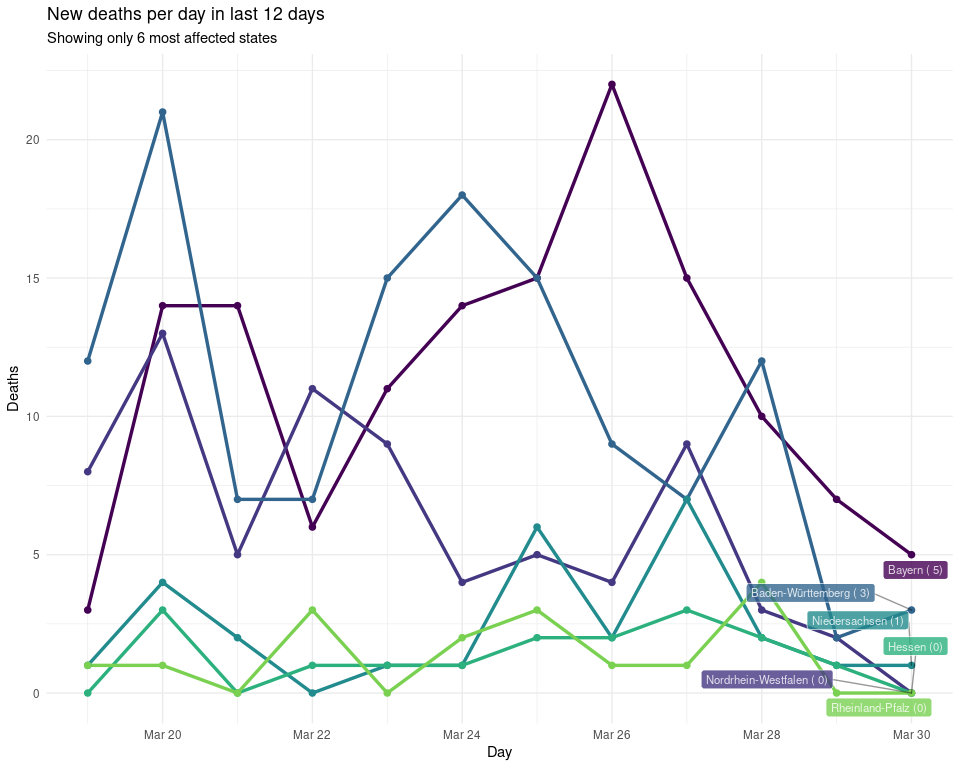 New deaths per day in last 12 days
Showing only 6 most affected states
Deaths
20
15
10
5
0
Bayern ( 5)
Baden-Württemberg ( 3)
Niedersachsen (1)
Hessen (0)
Nordrhein-Westfalen ( 0)
Rheinland-Pfalz (0)
Mar 20
Mar 22
Mar 24
Mar 26
Mar 28
Mar 30
Day